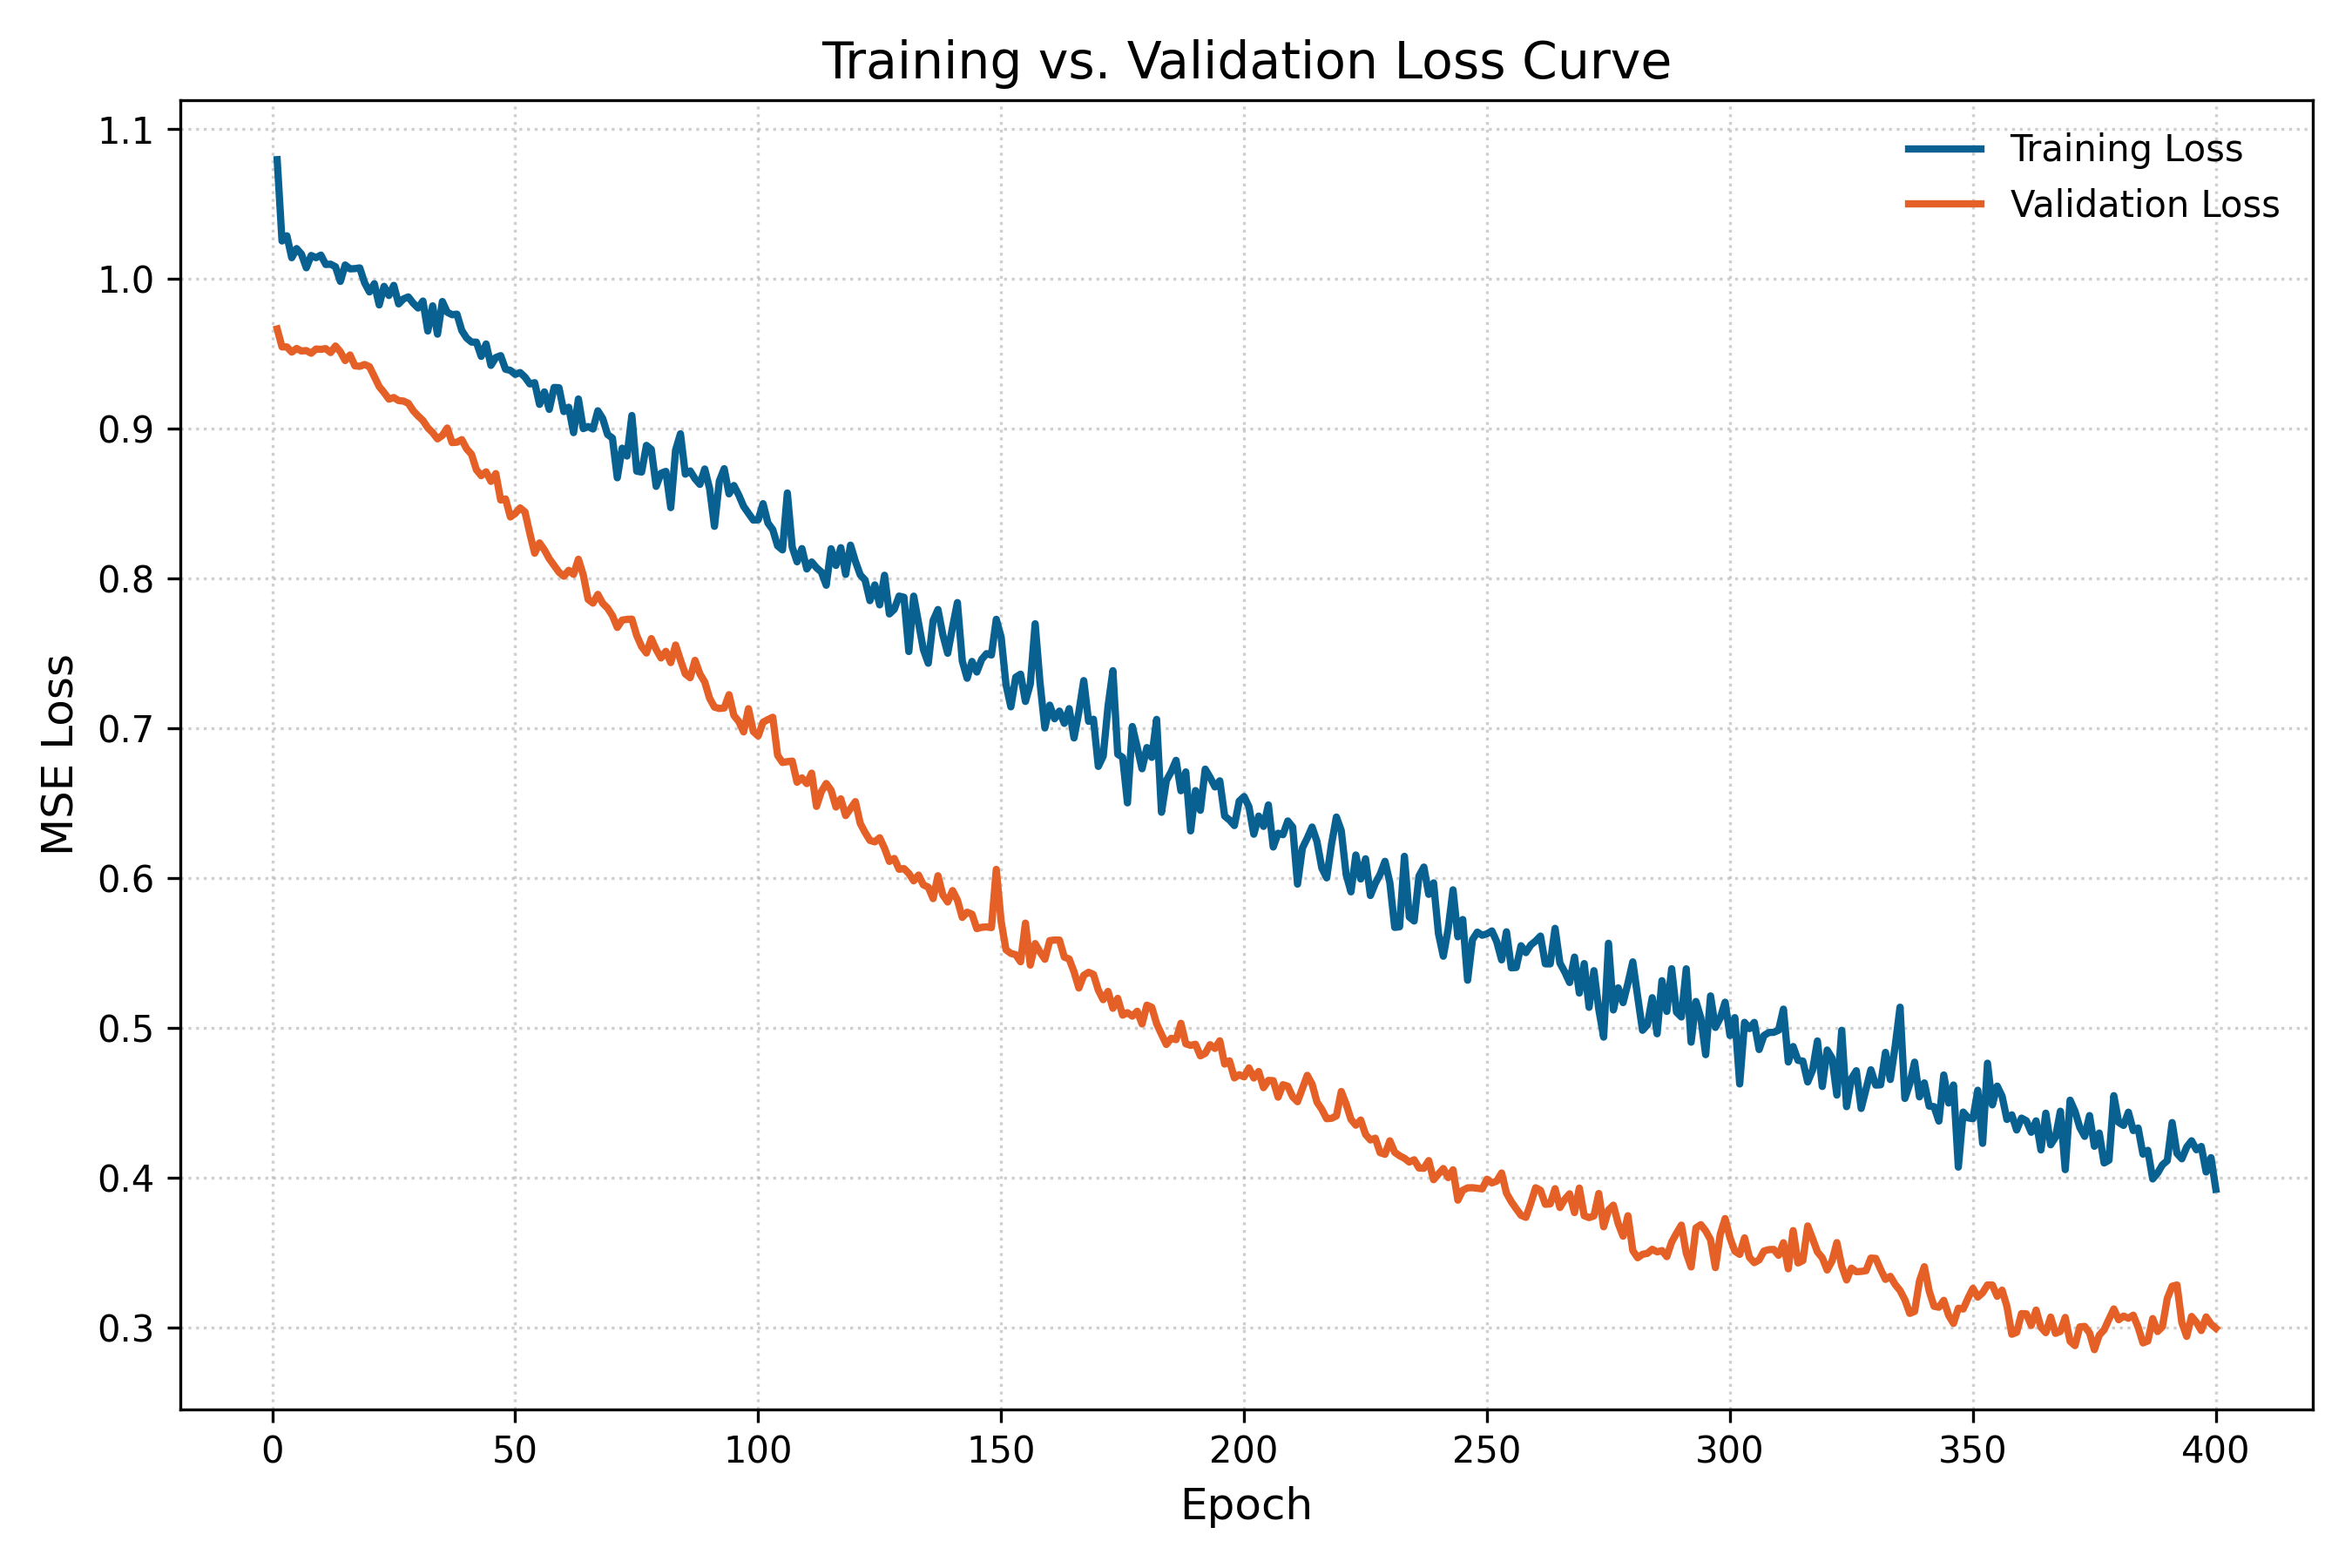 Training vs. Validation Loss Curve
Training Loss
Validation Loss
MSE Loss
1.1
1.0
0.9
0.8
0.7
0.6
0.5
0.4
0.3
0 50 100 150 200 250 300 350 400
Epoch